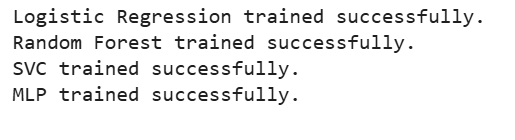 Logistic Regression trained successfully.
Random Forest trained successfully.
SVC trained successfully.
MLP trained successfully.